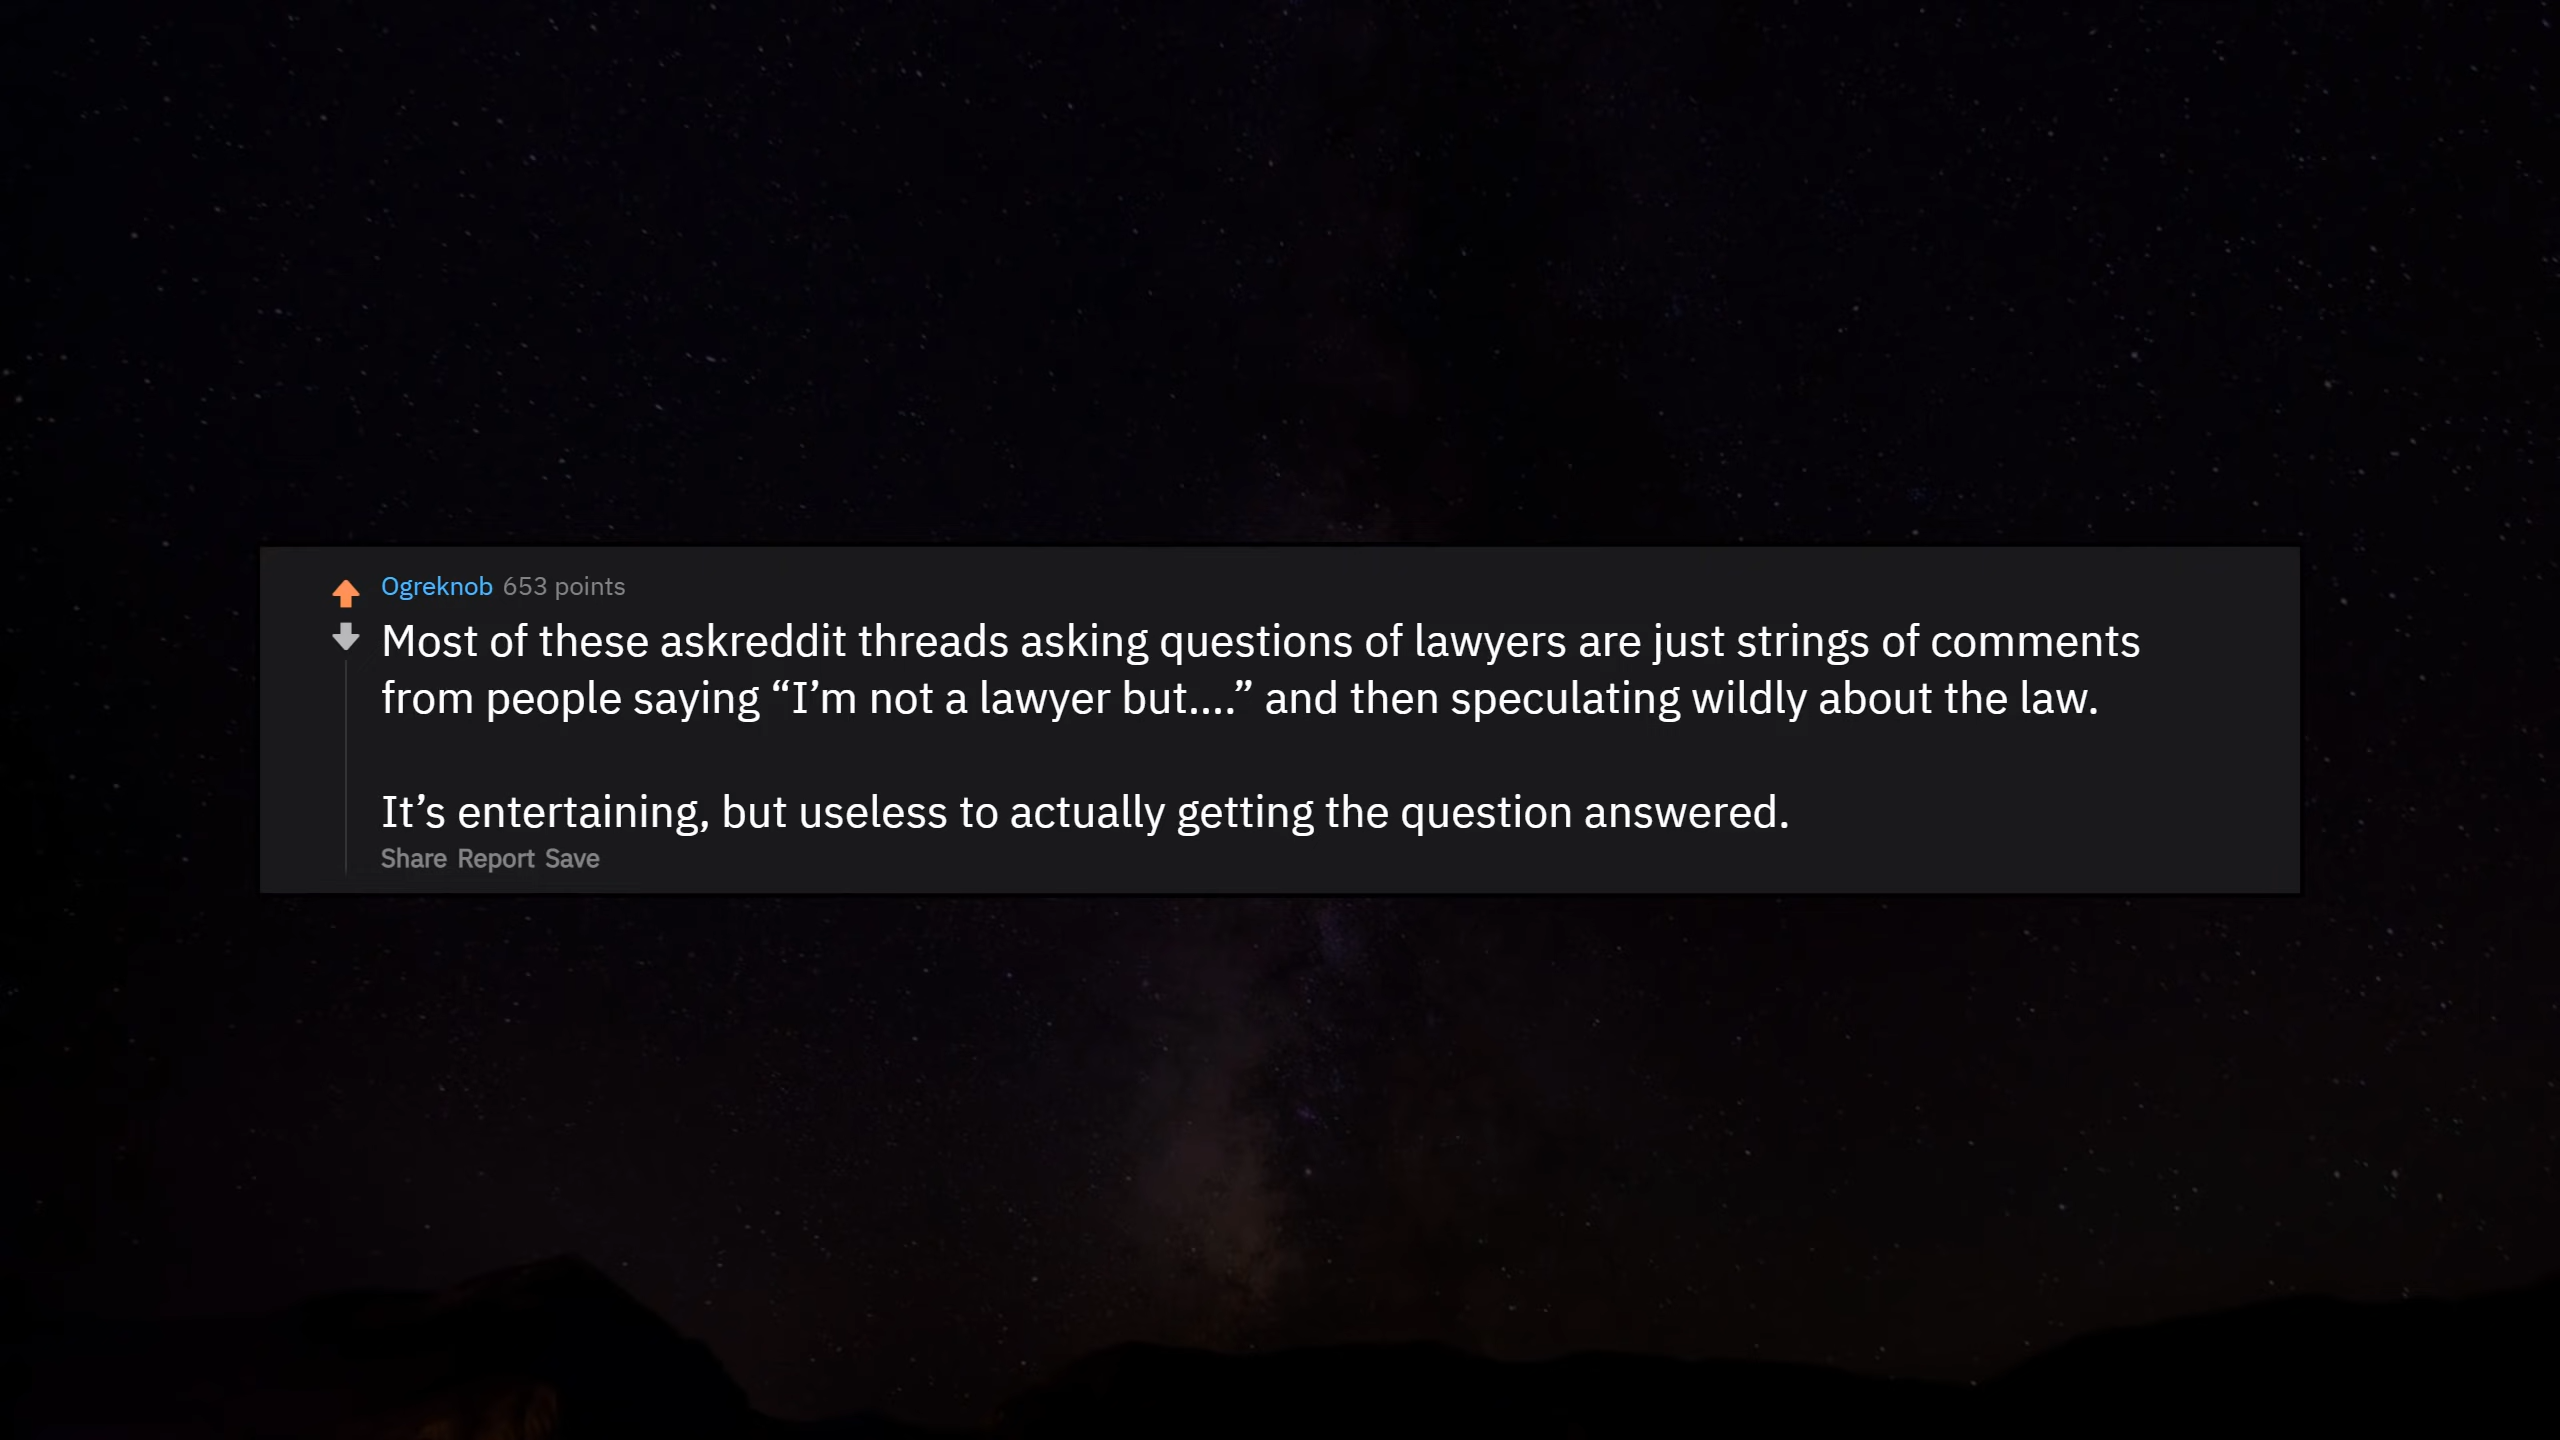 Ogreknob 653 points
Most of these askreddit threads asking questions of lawyers are just strings of comments
from people saying “I’m not a lawyer but....” and then speculating wildly about the law.
It’s entertaining, but useless to actually getting the question answered.
Share Report Save